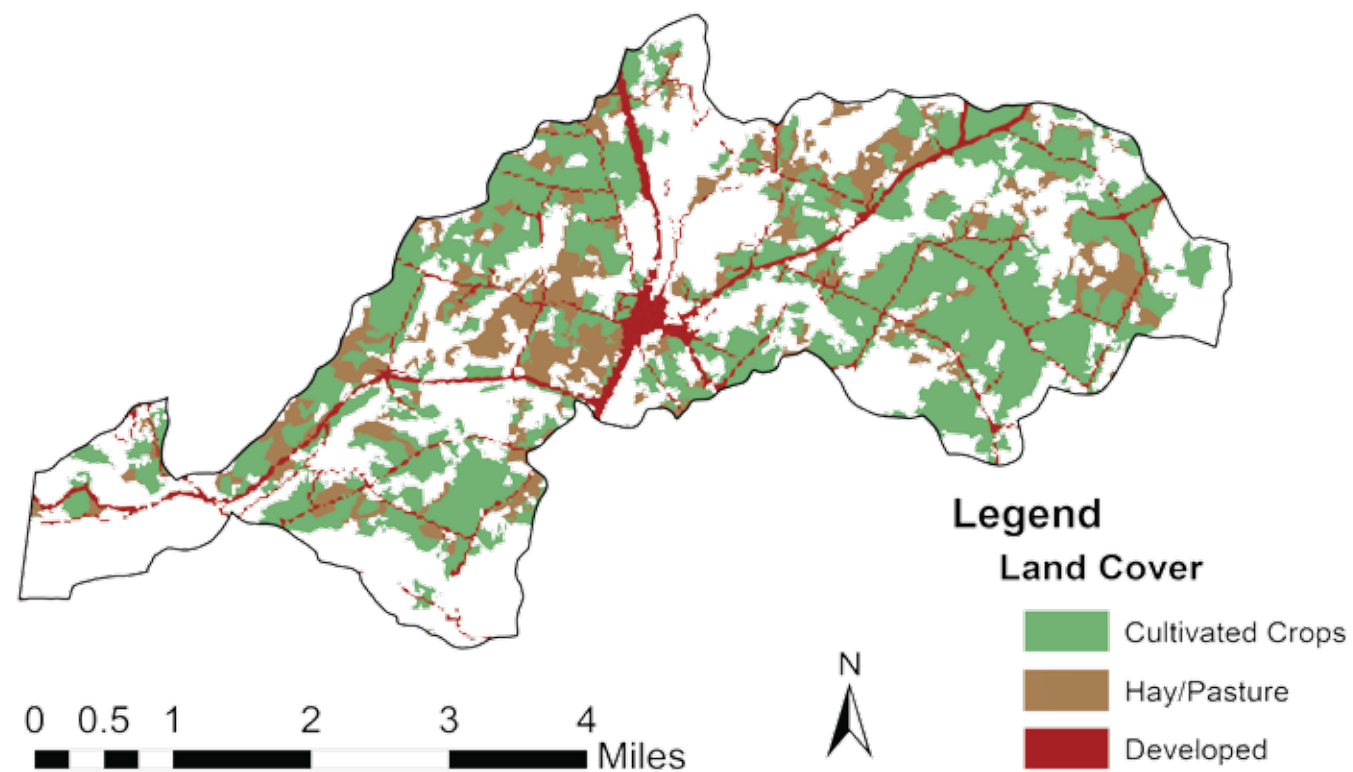 Legend
Land Cover
Cultivated Crops
Hay/Pasture
Developed
N
0 0.5 1 2 3 4
Miles